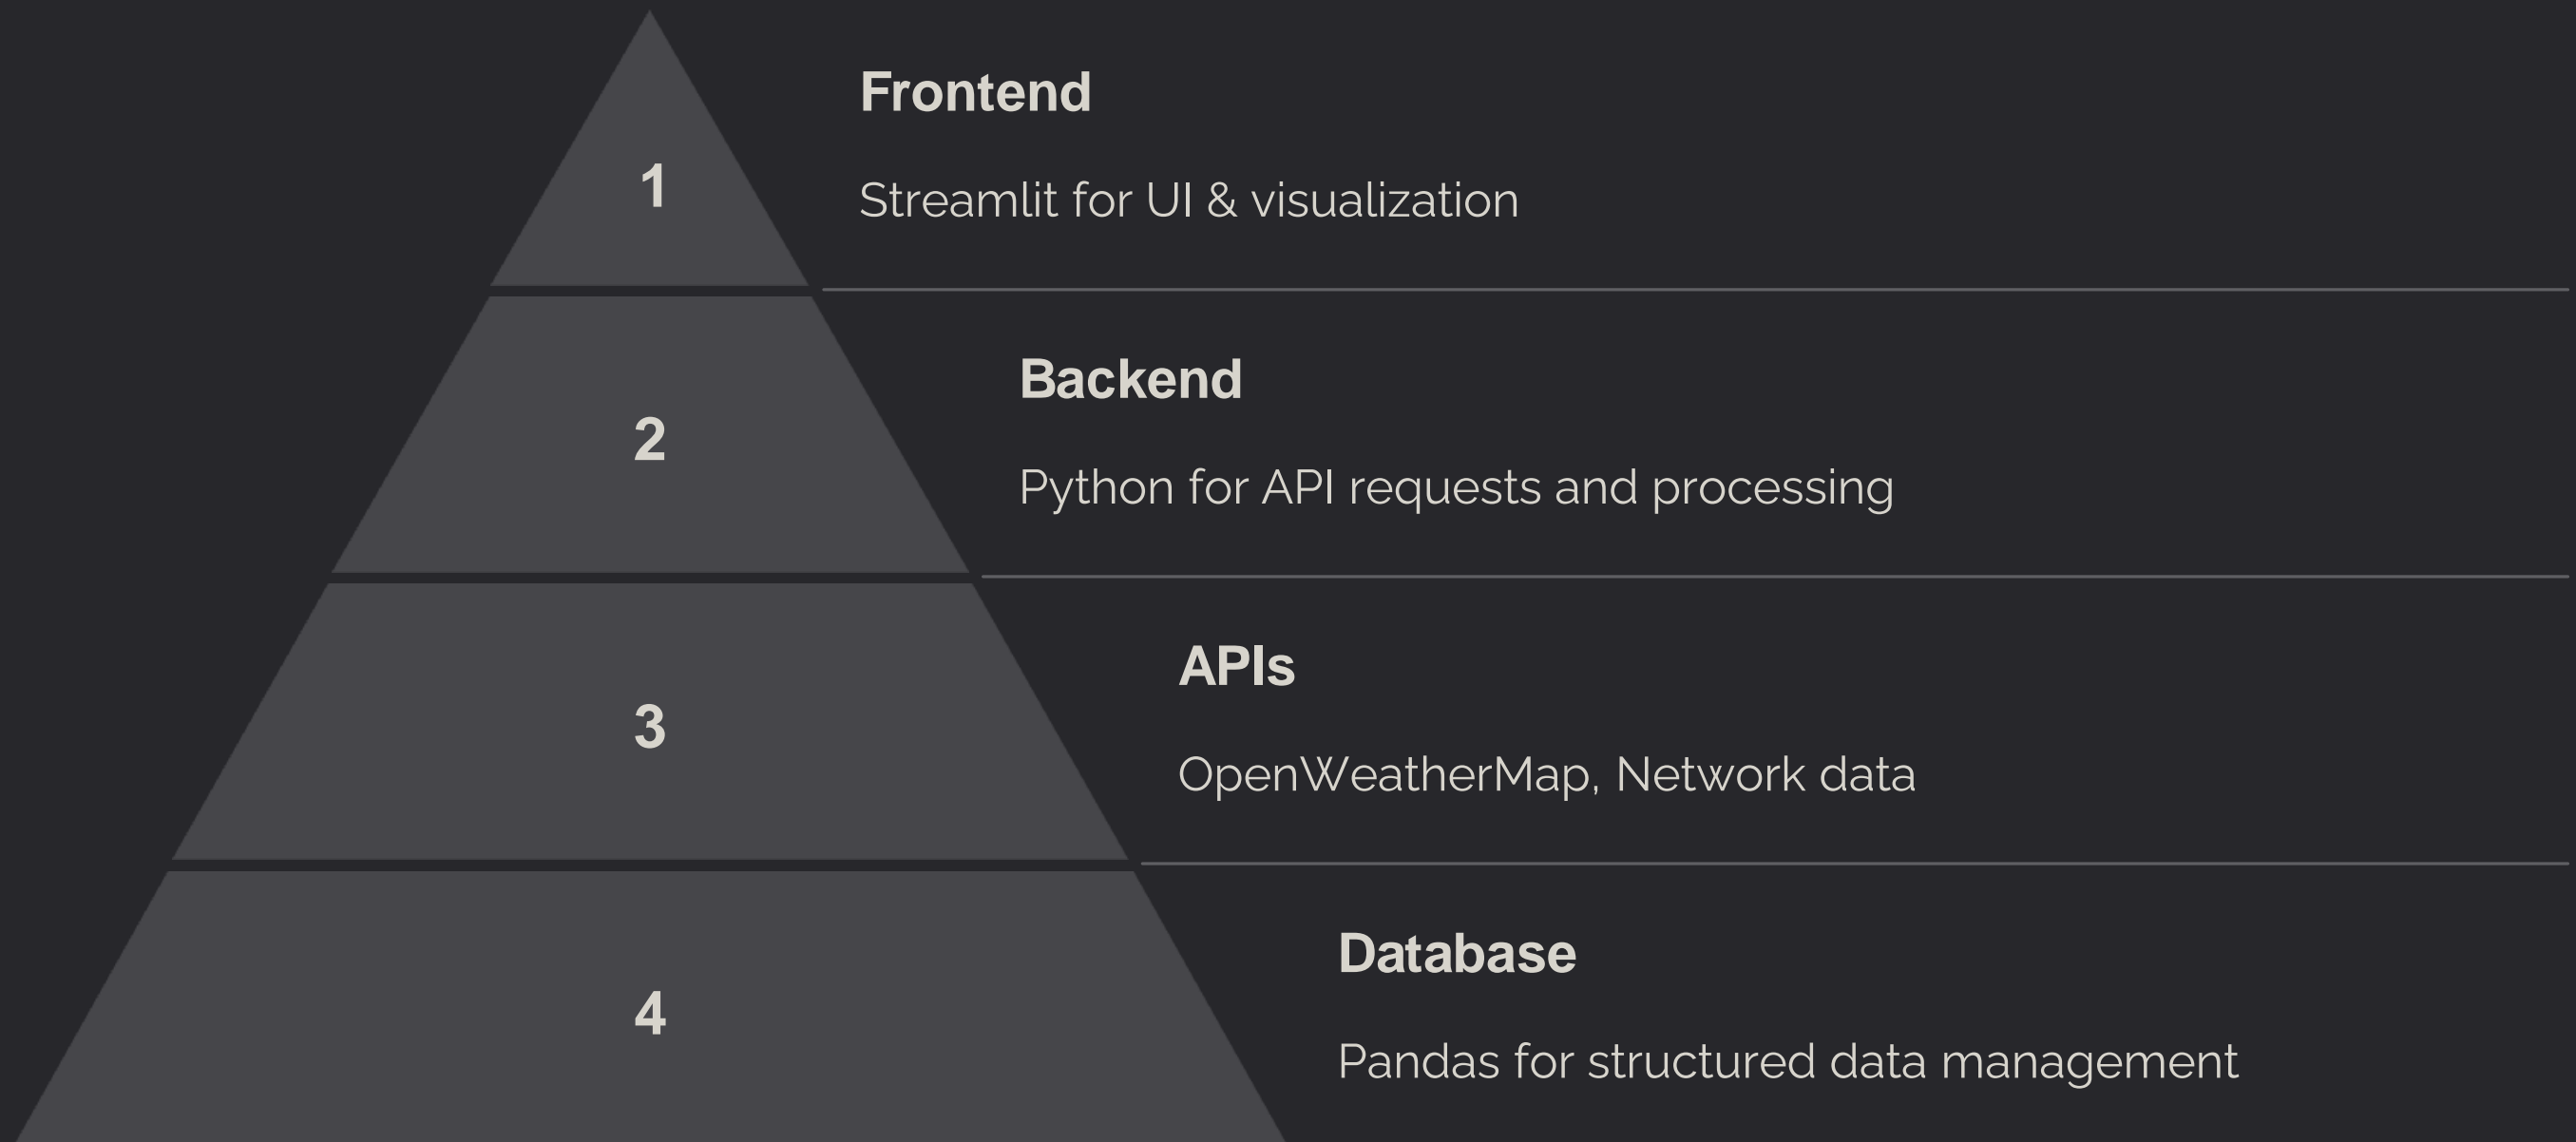 1
Frontend
Streamlit for UI & visualization
2
Backend
Python for API requests and processing
3
APIs
OpenWeatherMap, Network data
4
Database
Pandas for structured data management